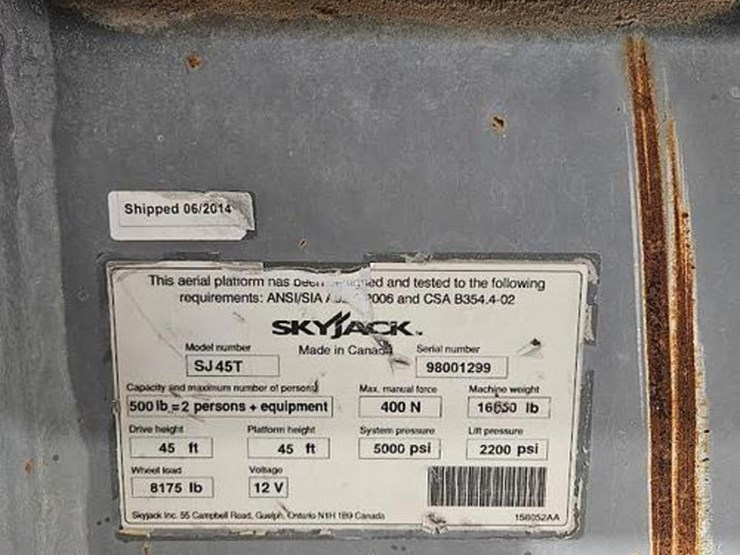 Shipped 06/2014
This aerial platform has been and tested to the following
requirements: ANSI/SIA 2006 and CSA B354.4-02
SKYJACK
Made in Canada
Model number
Serial number
SJ 45T
98001299
Capacity and maximum number of persons
Max. manual force
Machine weight
500 lb = 2 persons + equipment
400 N
lb
Drive height
Platform height
System pressure
Lift pressure
45 ft
45 ft
5000 psi
2200 psi
Wheel load
Voltage
8175 lb
12 V
Skyjack Inc. 55 Campbell Road, Guelph, Ontario N1H 1B9 Canada
156052AA